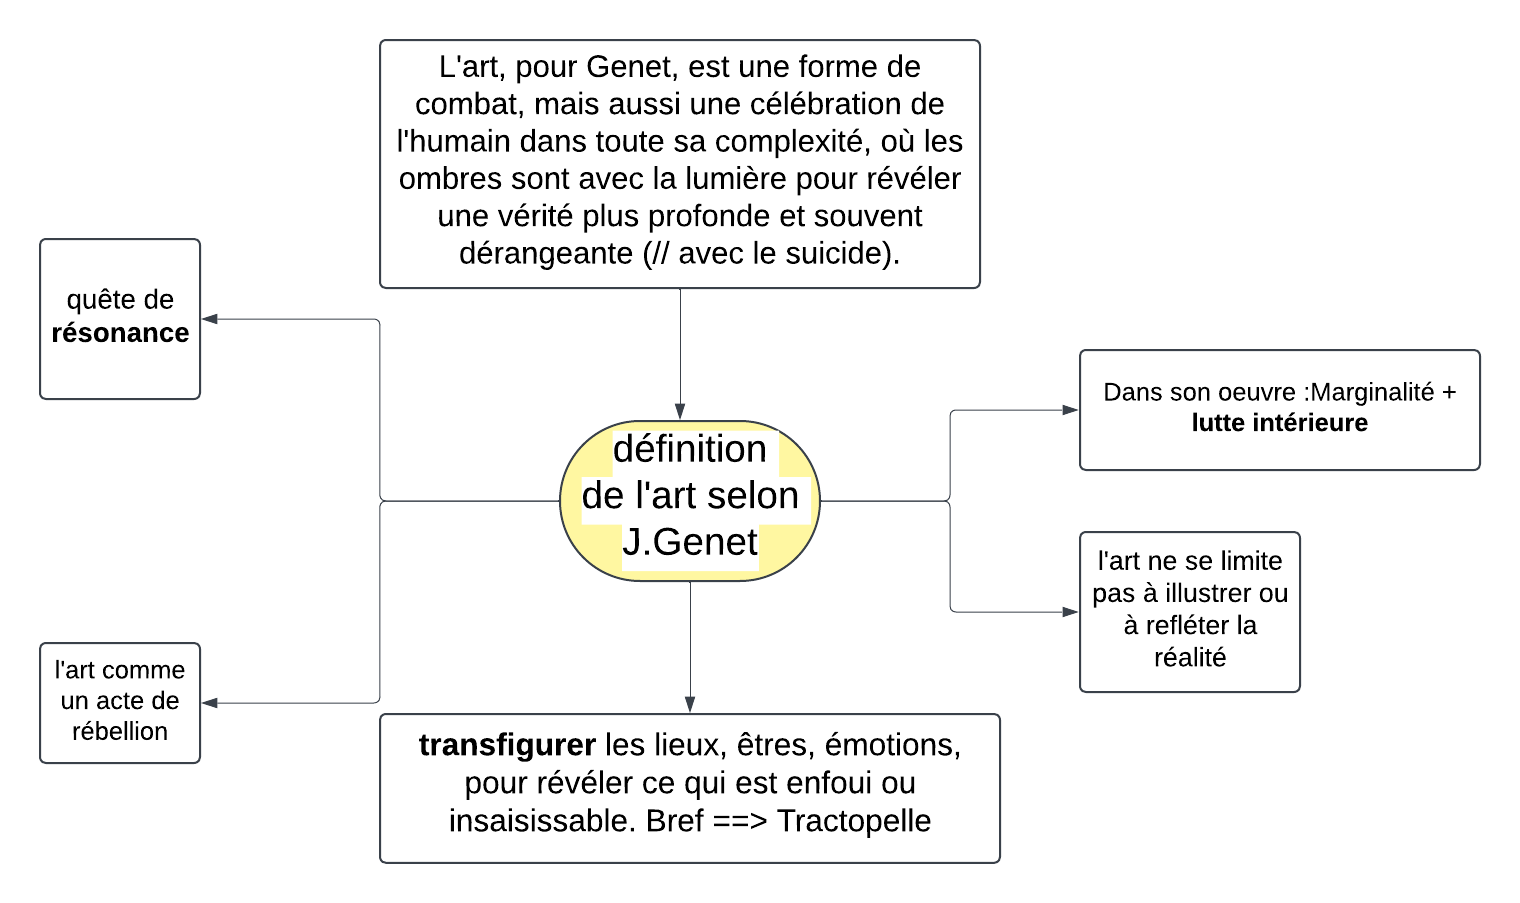 L'art, pour Genet, est une forme de
combat, mais aussi une célébration de
l'humain dans toute sa complexité, où les
ombres sont avec la lumière pour révéler
une vérité plus profonde et souvent
dérangeante (// avec le suicide).
quête de
résonance
Dans son oeuvre :Marginalité +
lutte intérieure
définition
de l'art selon
J.Genet
l'art ne se limite
pas à illustrer ou
à refléter la
réalité
l'art comme
un acte de
rébellion
transfigurer les lieux, êtres, émotions,
pour révéler ce qui est enfoui ou
insaisissable. Bref ==> Tractopelle